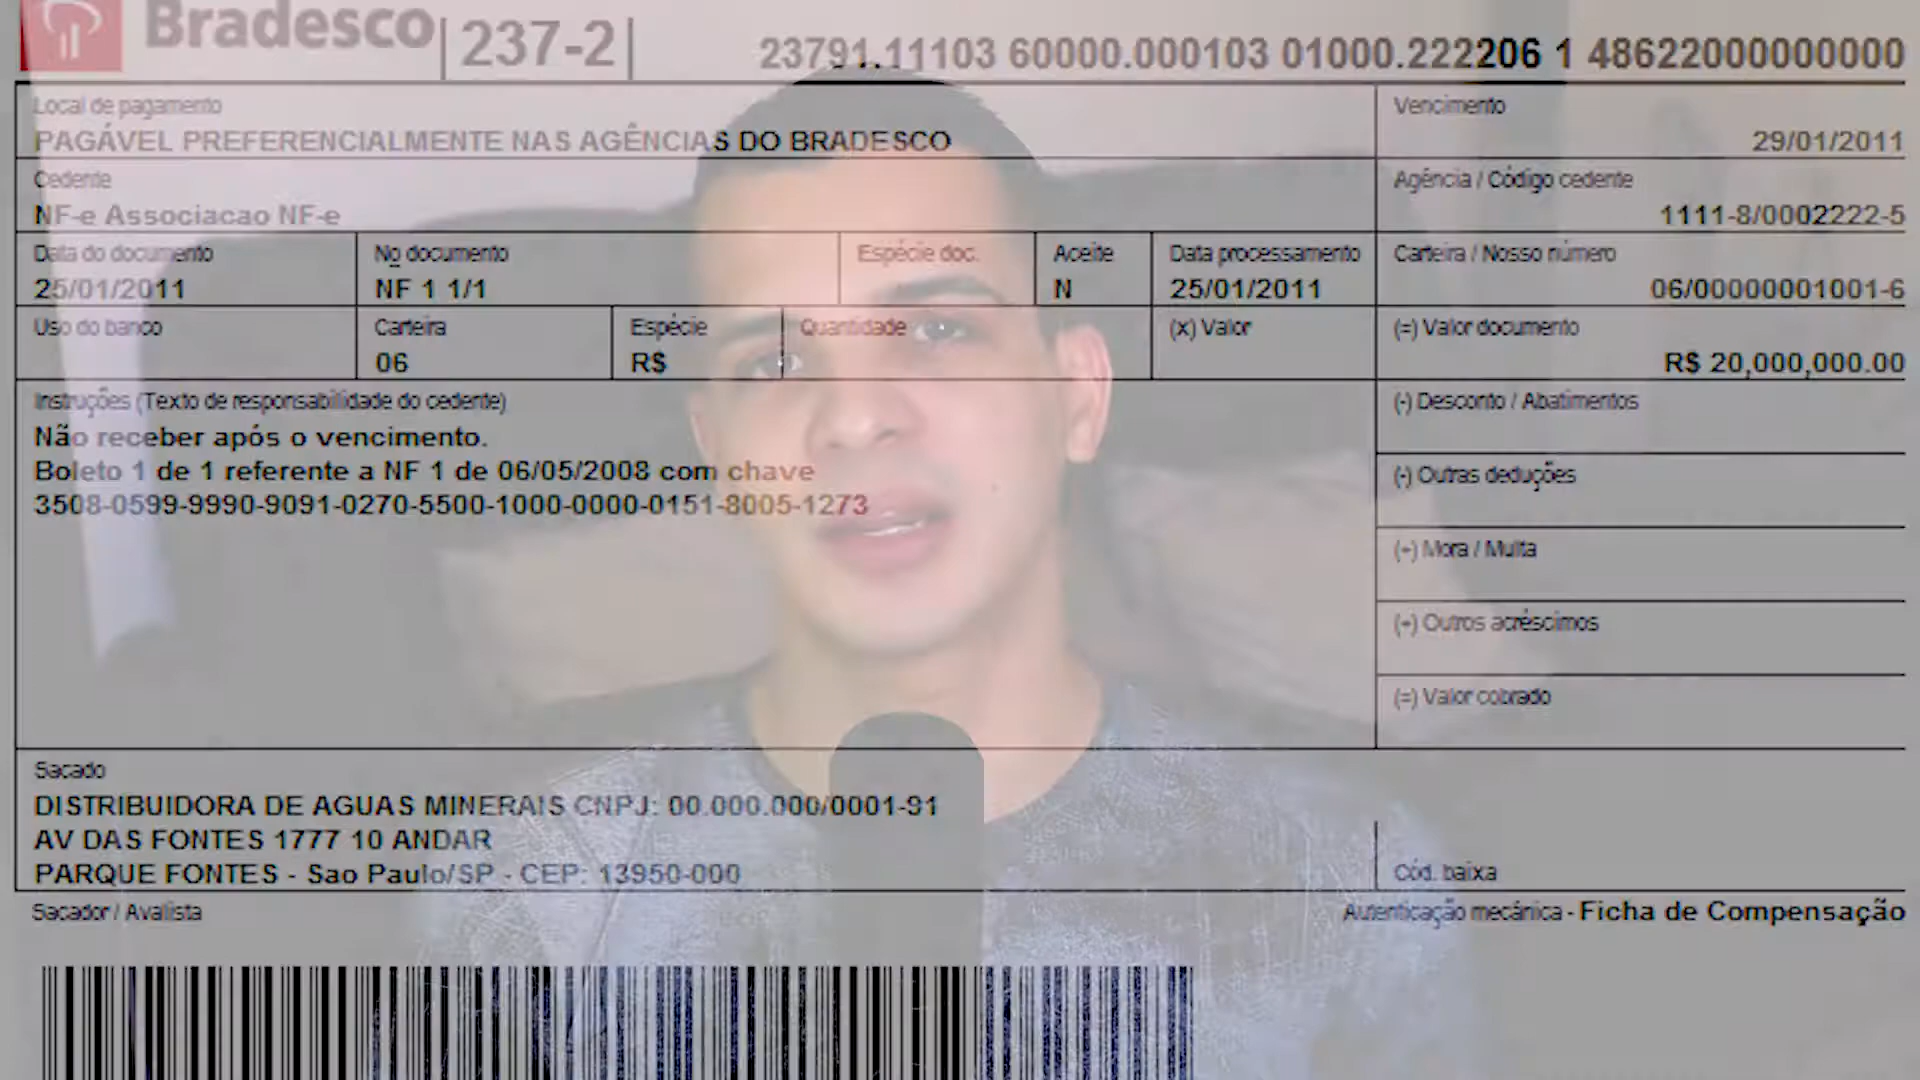 Bradesco | 237-2 | 23791.11103 60000.000103 01000.222206 1 48622000000000
Local de pagamento
PAGÁVEL PREFERENCIALMENTE NAS AGÊNCIAS DO BRADESCO
Vencimento
29/01/2011
Cedente
NF-e Associacao NF-e
Agência / Código cedente
1111-8/0002222-5
Data do documento
25/01/2011
No documento
NF 1 1/1
Espécie doc.
Aceite
N
Data processamento
25/01/2011
Carteira / Nosso número
06/00000001001-6
Uso do banco
Carteira
06
Espécie
R$
Quantidade
(x) Valor
(=) Valor documento
R$ 20,000,000.00
Instruções (Texto de responsabilidade do cedente)
Não receber após o vencimento.
Boleto 1 de 1 referente a NF 1 de 06/05/2008 com chave
3508-0599-9990-9091-0270-5500-1000-0000-0151-8005-1273
(-) Desconto / Abatimentos
(-) Outras deduções
(+) Mora / Multa
(+) Outros acréscimos
(=) Valor cobrado
Sacado
DISTRIBUIDORA DE AGUAS MINERAIS CNPJ: 00.000.000/0001-91
AV DAS FONTES 1777 10 ANDAR
PARQUE FONTES - Sao Paulo/SP - CEP: 13950-000
Cód. baixa
Sacador / Avalista
Autenticação mecânica - Ficha de Compensação